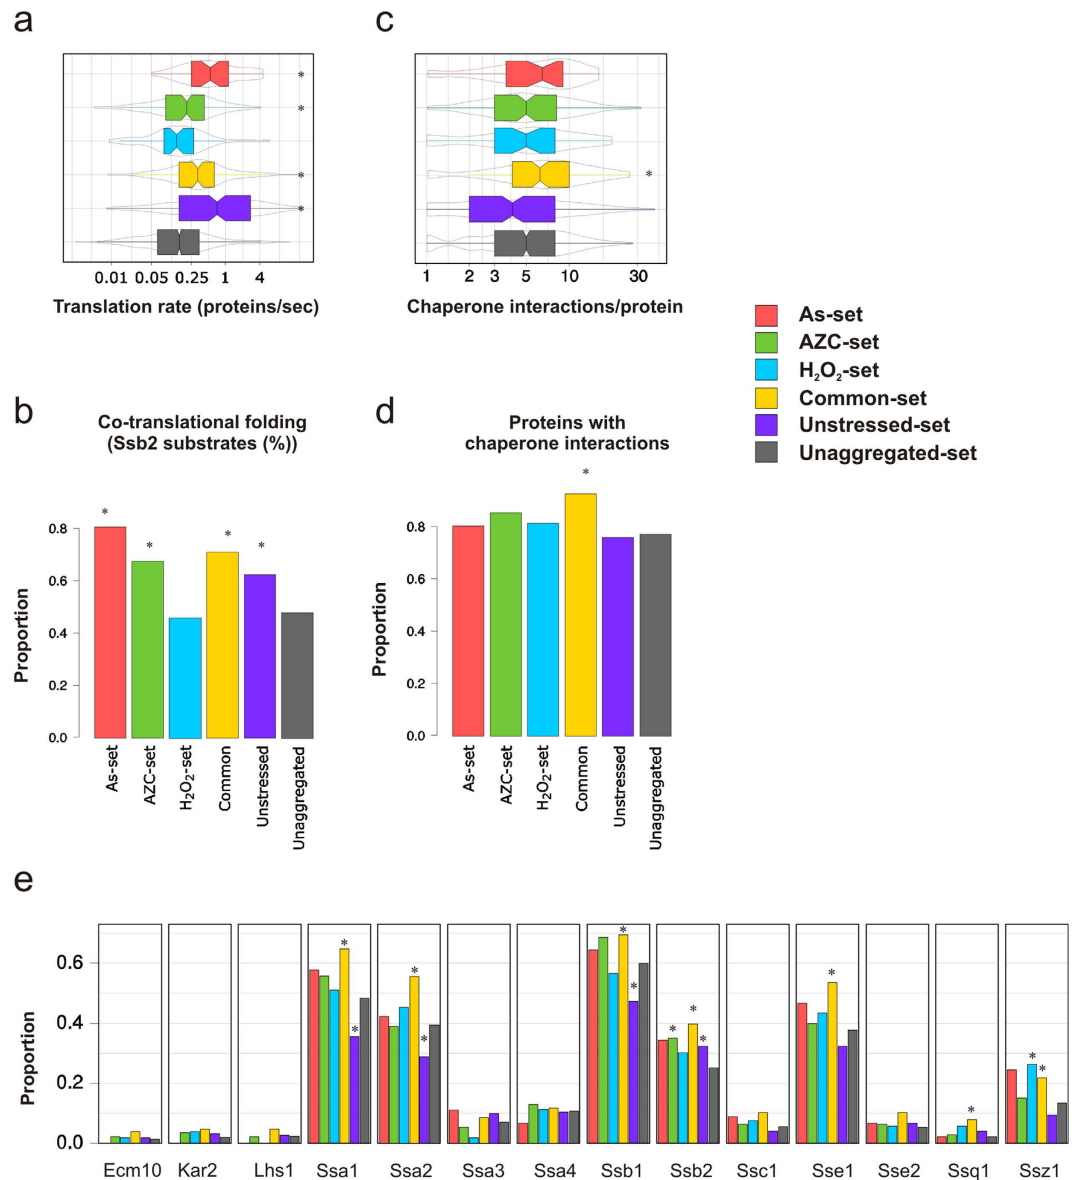 a
c
*
*
*
*
*
0.01 0.05 0.25 1 4
1 2 3 5 10 30
Translation rate (proteins/sec)
Chaperone interactions/protein
As-set
AZC-set
H₂O₂-set
Common-set
Unstressed-set
Unaggregated-set
b
Co-translational folding
(Ssb2 substrates (%))
d
Proteins with
chaperone interactions
*
*
*
*
*
Proportion
0.8
0.6
0.4
0.2
0.0
As-set
AZC-set
H₂O₂-set
Common
Unstressed
Unaggregated
Proportion
0.8
0.6
0.4
0.2
0.0
As-set
AZC-set
H₂O₂-set
Common
Unstressed
Unaggregated
e
Proportion
0.6
0.4
0.2
0.0
* * * * * * * * * * * * *
Ecm10 Kar2 Lhs1 Ssa1 Ssa2 Ssa3 Ssa4 Ssb1 Ssb2 Ssc1 Sse1 Sse2 Ssq1 Ssz1